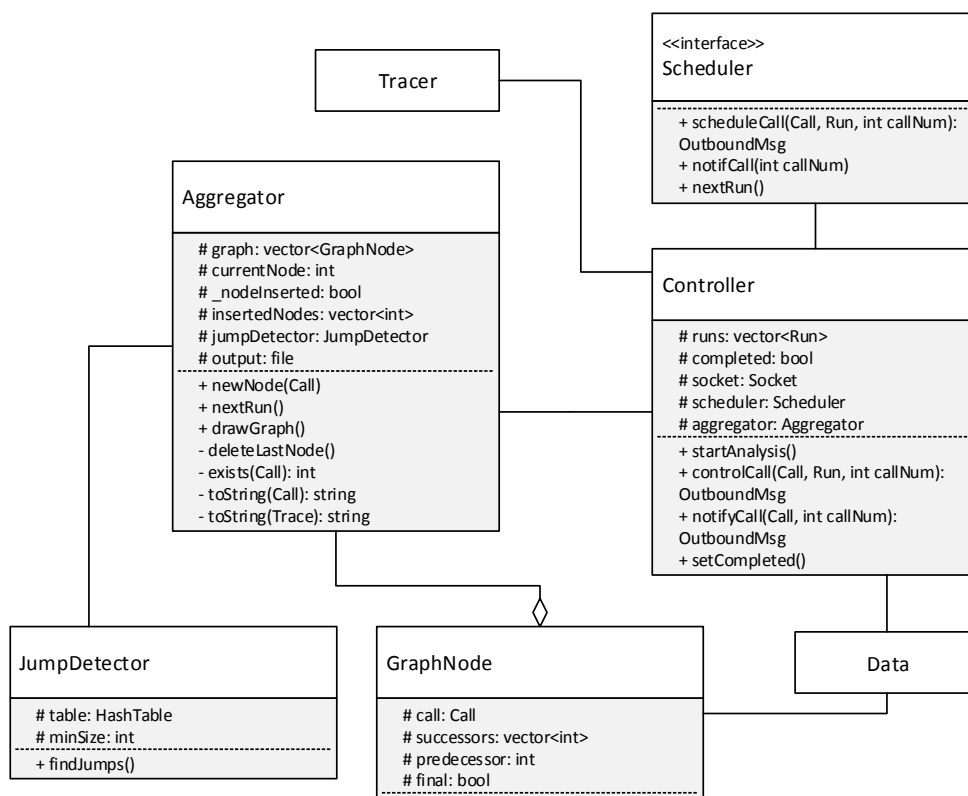 Tracer
<<interface>>
Scheduler
+ scheduleCall(Call, Run, int callNum):
OutboundMsg
+ notifCall(int callNum)
+ nextRun()
Aggregator
# graph: vector<GraphNode>
# currentNode: int
# _nodeInserted: bool
# insertedNodes: vector<int>
# jumpDetector: JumpDetector
# output: file
+ newNode(Call)
+ nextRun()
+ drawGraph()
- deleteLastNode()
- exists(Call): int
- toString(Call): string
- toString(Trace): string
Controller
# runs: vector<Run>
# completed: bool
# socket: Socket
# scheduler: Scheduler
# aggregator: Aggregator
+ startAnalysis()
+ controlCall(Call, Run, int callNum):
OutboundMsg
+ notifyCall(Call, int callNum):
OutboundMsg
+ setCompleted()
JumpDetector
# table: HashTable
# minSize: int
+ findJumps()
GraphNode
# call: Call
# successors: vector<int>
# predecessor: int
# final: bool
Data